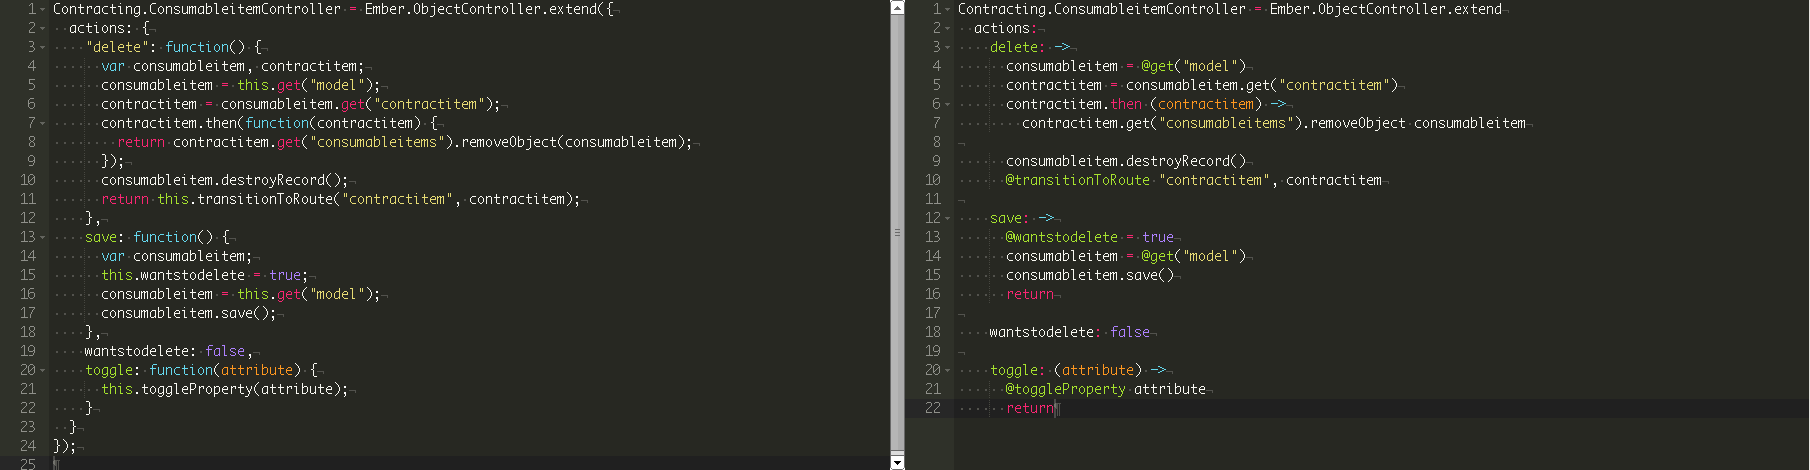 1 Contracting.ConsumableitemController = Ember.ObjectController.extend({
2 actions: {
3 "delete": function() {
4 var consumableitem, contractitem;
5 consumableitem = this.get("model");
6 contractitem = consumableitem.get("contractitem");
7 contractitem.then(function(contractitem) {
8 return contractitem.get("consumableitems").removeObject(consumableitem);
9 });
10 consumableitem.destroyRecord();
11 return this.transitionToRoute("contractitem", contractitem);
12 },
13 save: function() {
14 var consumableitem;
15 this.wantstodelete = true;
16 consumableitem = this.get("model");
17 consumableitem.save();
18 },
19 wantstodelete: false,
20 toggle: function(attribute) {
21 this.toggleProperty(attribute);
22 }
23 }
24 });
25
1 Contracting.ConsumableitemController = Ember.ObjectController.extend
2 actions:
3 delete: ->
4 consumableitem = @get("model")
5 contractitem = consumableitem.get("contractitem")
6 contractitem.then (contractitem) ->
7 contractitem.get("consumableitems").removeObject consumableitem
8
9 consumableitem.destroyRecord()
10 @transitionToRoute "contractitem", contractitem
11
12 save: ->
13 @wantstodelete = true
14 consumableitem = @get("model")
15 consumableitem.save()
16 return
17
18 wantstodelete: false
19
20 toggle: (attribute) ->
21 @toggleProperty attribute
22 return